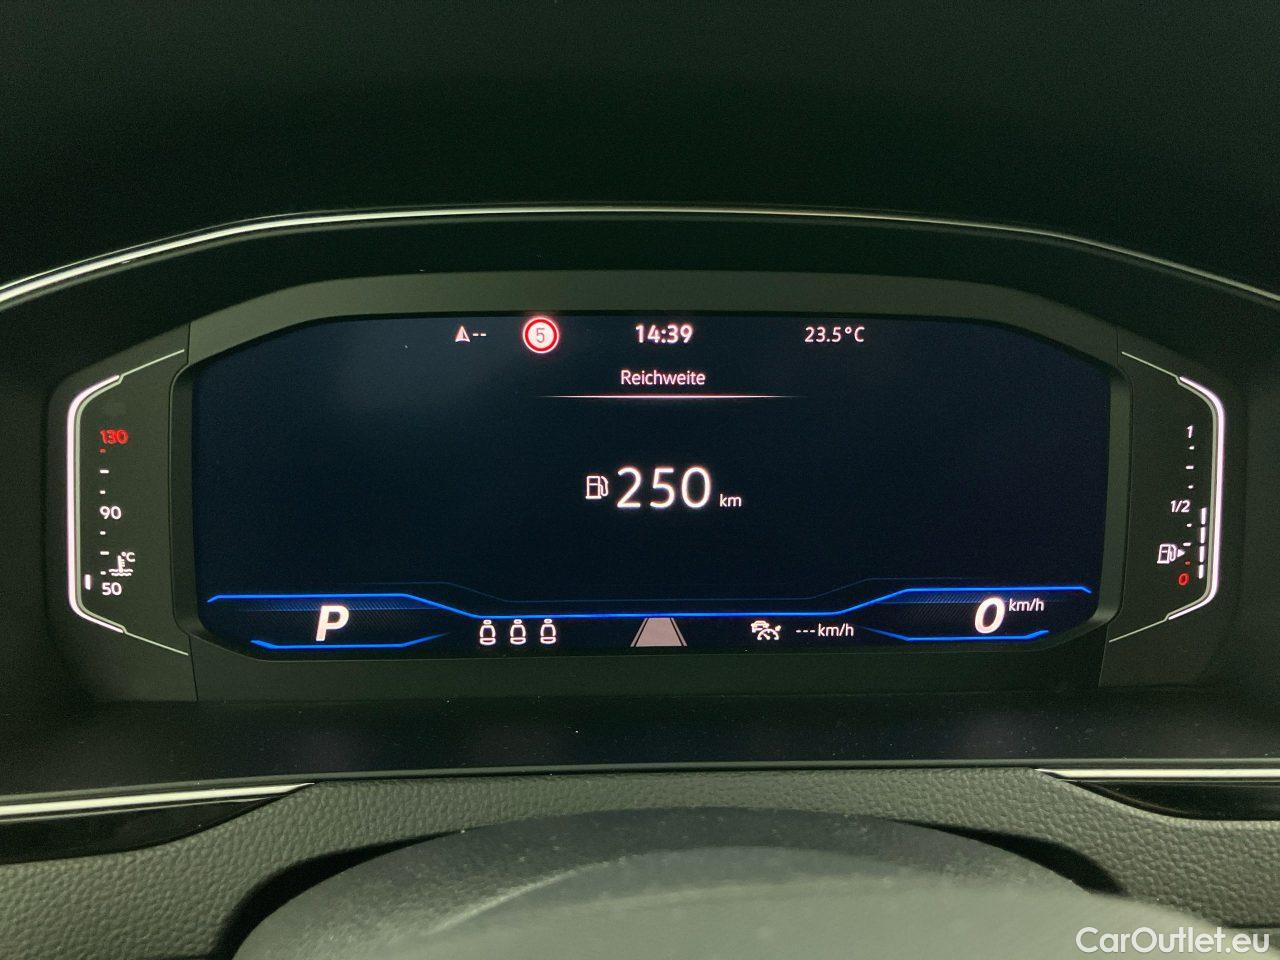 -- 5 14:39 23.5°C
Reichweite
250 km
130
90
°C
50
1
1/2
0
P
---km/h
0 km/h
CarOutlet.eu